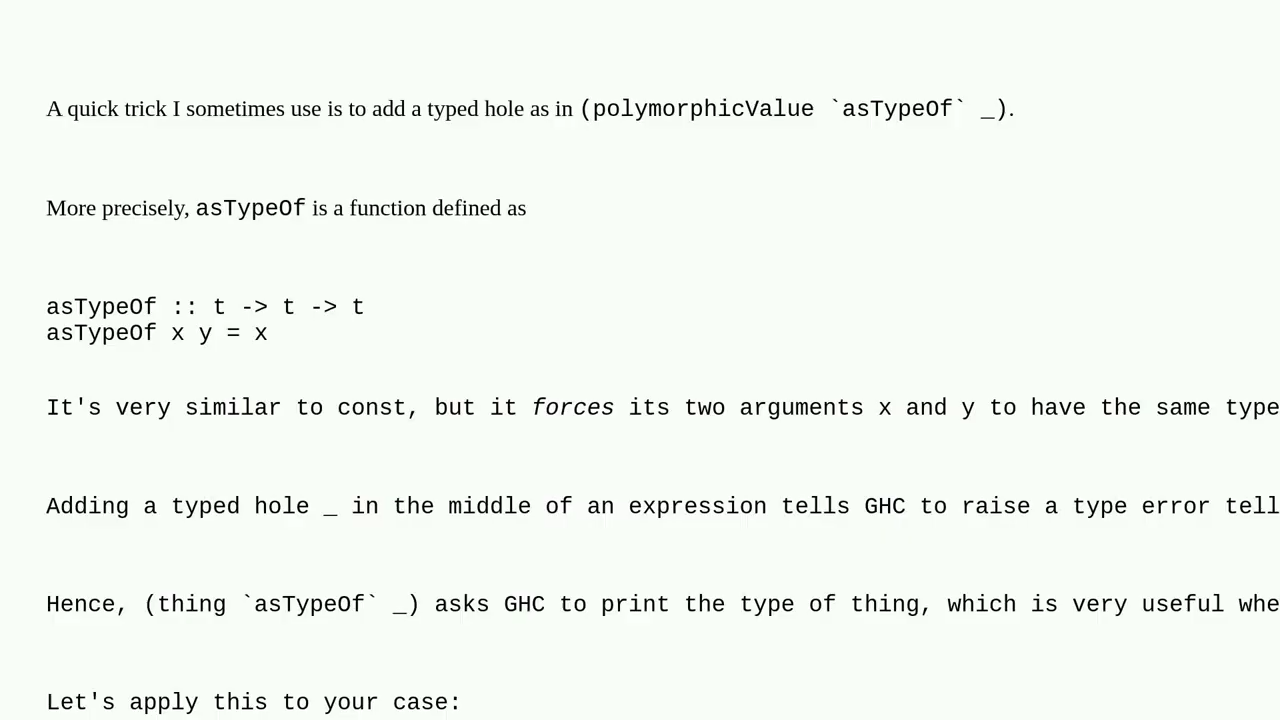 A quick trick I sometimes use is to add a typed hole as in (polymorphicValue `asTypeOf` _).
More precisely, asTypeOf is a function defined as
asTypeOf :: t -> t -> t
asTypeOf x y = x
It's very similar to const, but it forces its two arguments x and y to have the same type
Adding a typed hole _ in the middle of an expression tells GHC to raise a type error tell
Hence, (thing `asTypeOf` _) asks GHC to print the type of thing, which is very useful whe
Let's apply this to your case: